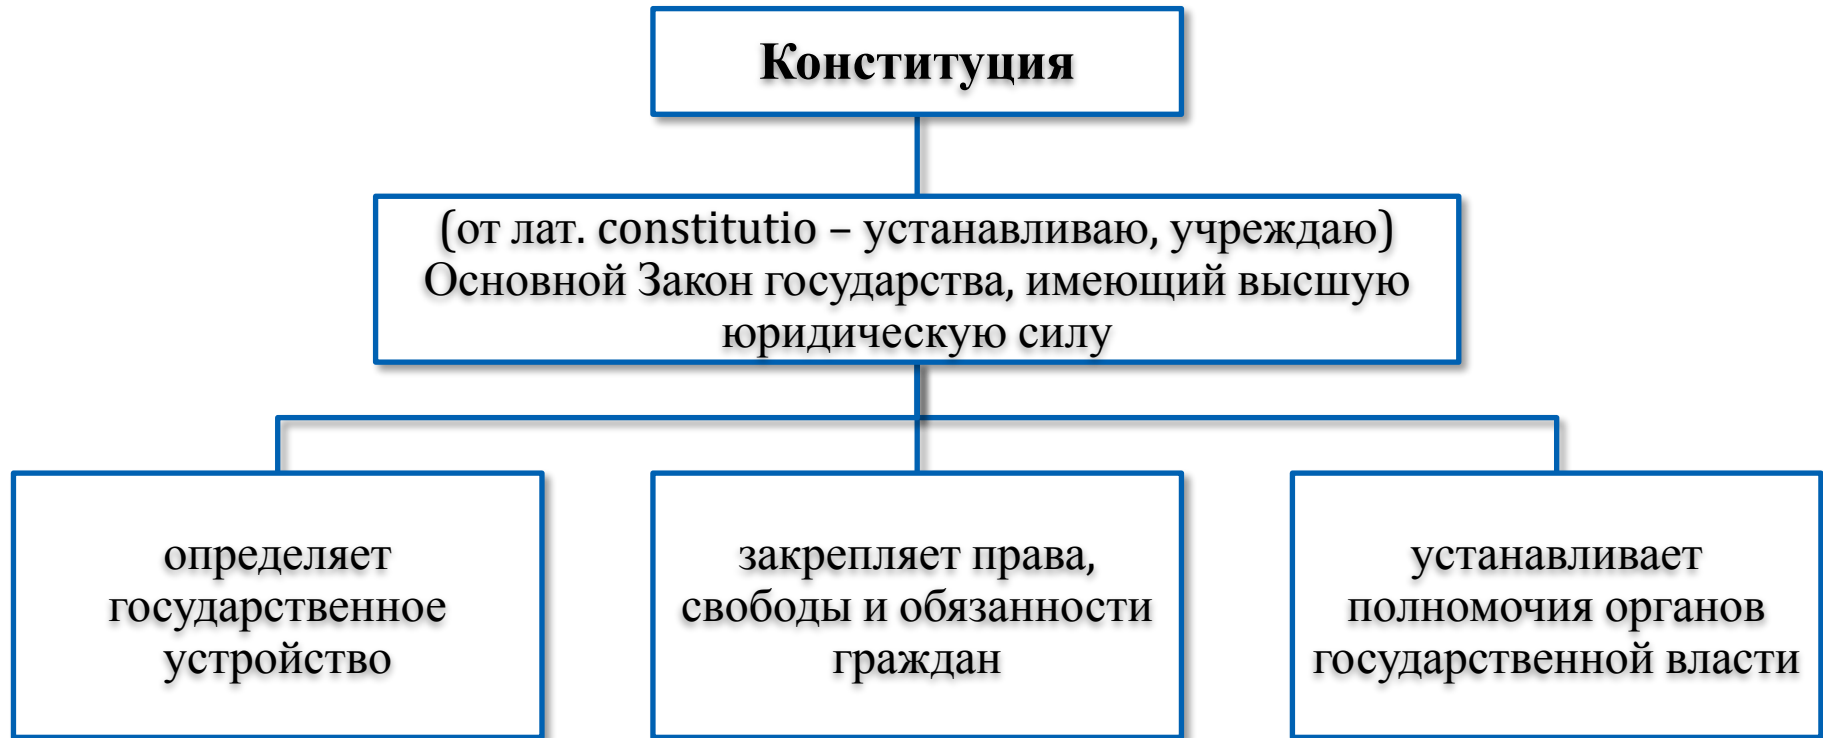 Конституция
(от лат. constitutio – устанавливаю, учреждаю)
Основной Закон государства, имеющий высшую
юридическую силу
определяет
государственное
устройство
закрепляет права,
свободы и обязанности
граждан
устанавливает
полномочия органов
государственной власти